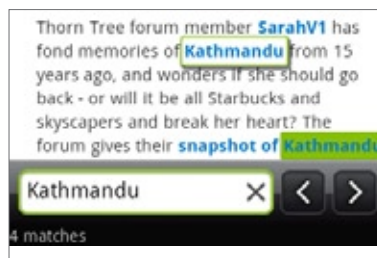 Thorn Tree forum member SarahV1 has
fond memories of Kathmandu from 15
years ago, and wonders if she should go
back - or will it be all Starbucks and
skyscapers and break her heart? The
forum gives their snapshot of Kathmandu
Kathmandu
4 matches